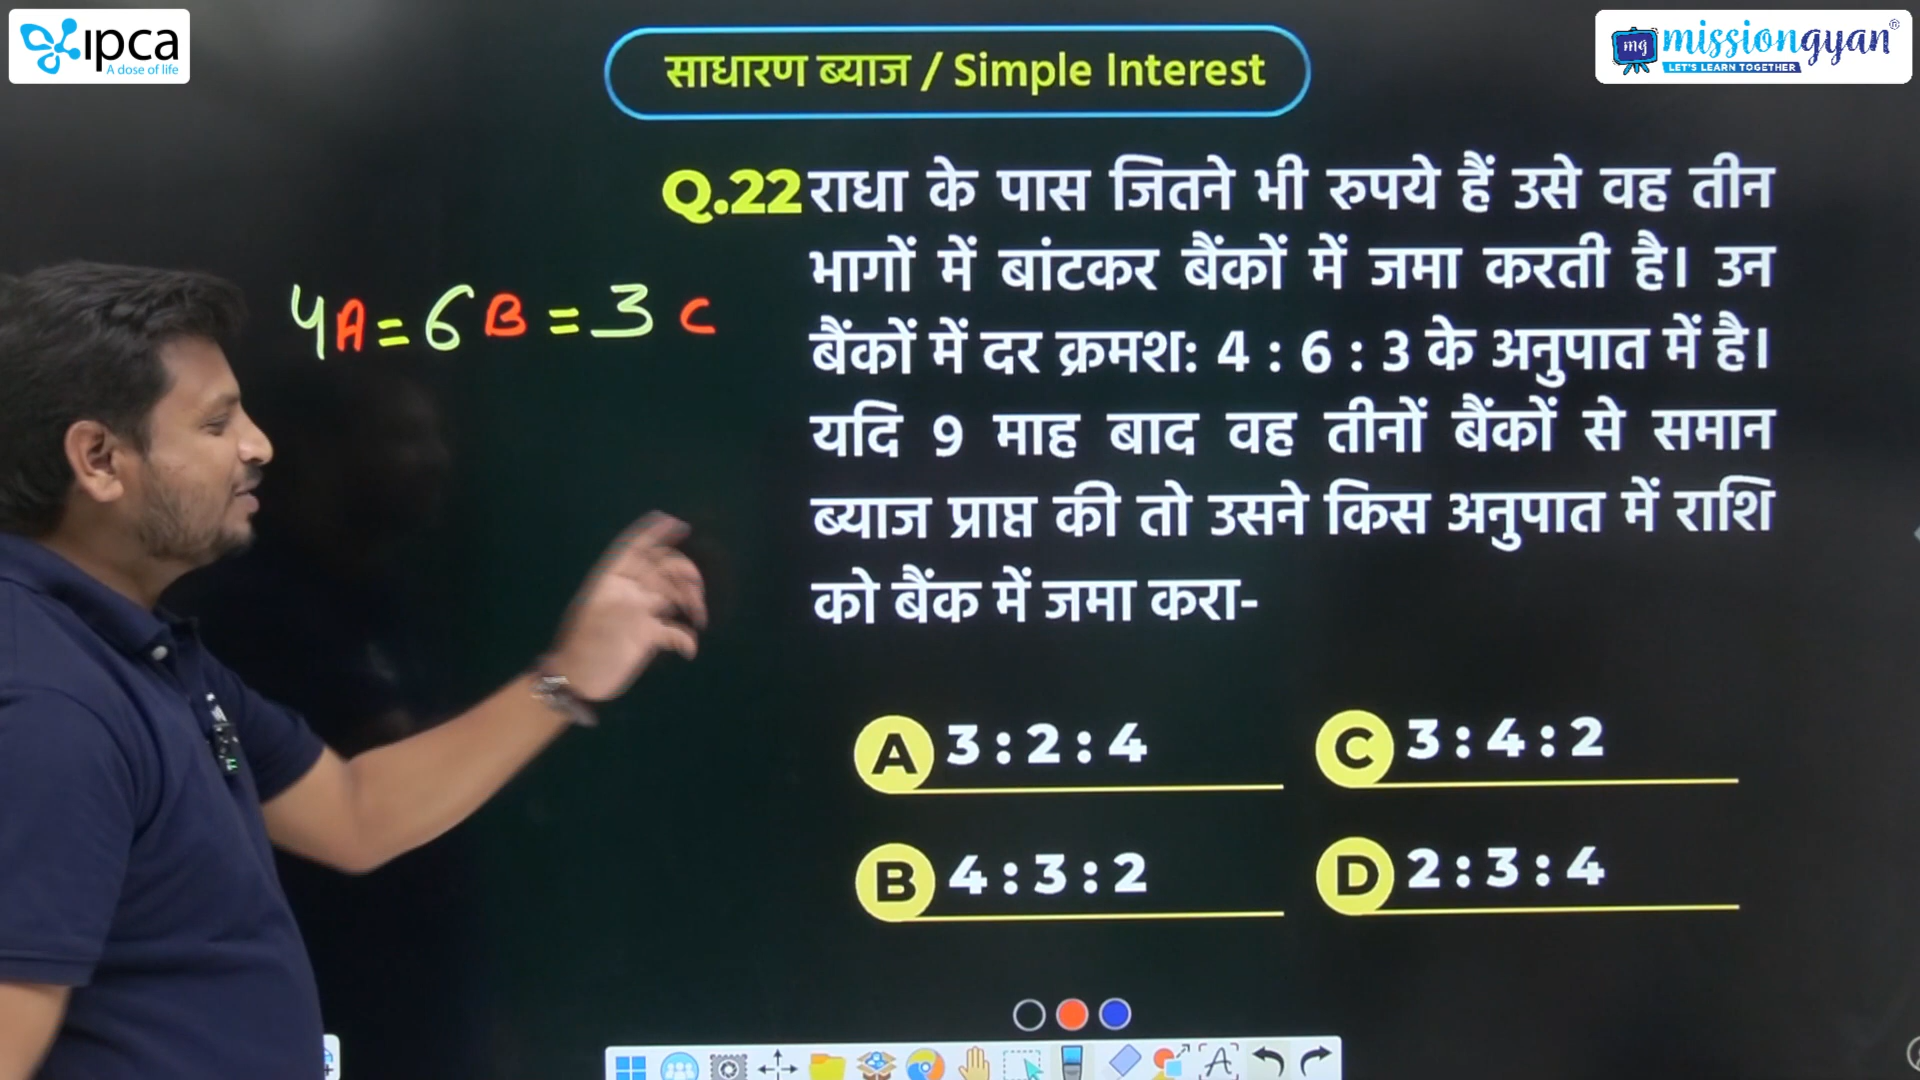 ipca
A dose of life
missiongyan®
LET'S LEARN TOGETHER
साधारण ब्याज / Simple Interest
Q.22 राधा के पास जितने भी रुपये हैं उसे वह तीन
भागों में बांटकर बैंकों में जमा करती है। उन
बैंकों में दर क्रमश: 4 : 6 : 3 के अनुपात में है।
यदि 9 माह बाद वह तीनों बैंकों से समान
ब्याज प्राप्त की तो उसने किस अनुपात में राशि
को बैंक में जमा करा-
4A = 6B = 3C
A 3 : 2 : 4
C 3 : 4 : 2
B 4 : 3 : 2
D 2 : 3 : 4